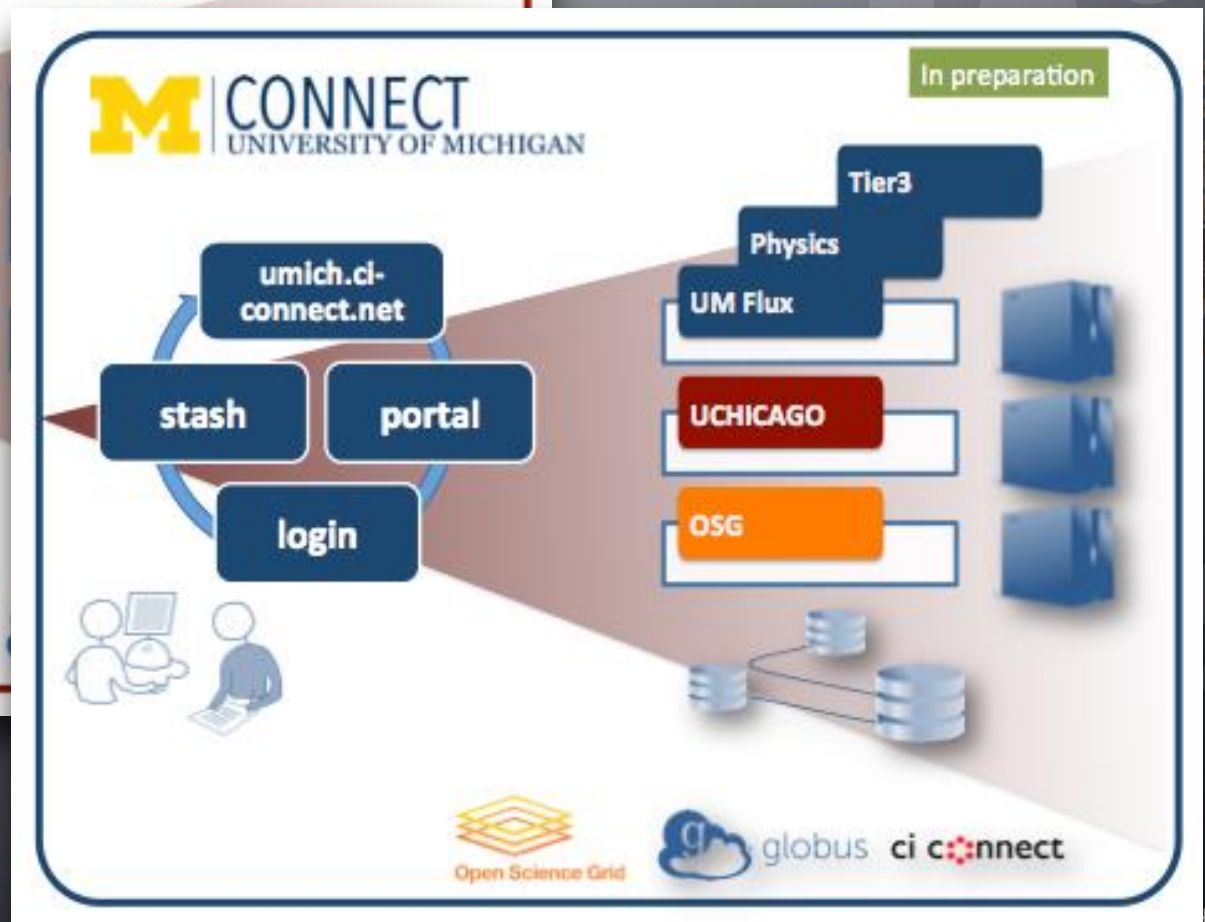 M CONNECT
UNIVERSITY OF MICHIGAN
In preparation
Tier3
Physics
UM Flux
umich.ci-
connect.net
stash
portal
login
UCHICAGO
OSG
Open Science Grid
g globus
ci connect